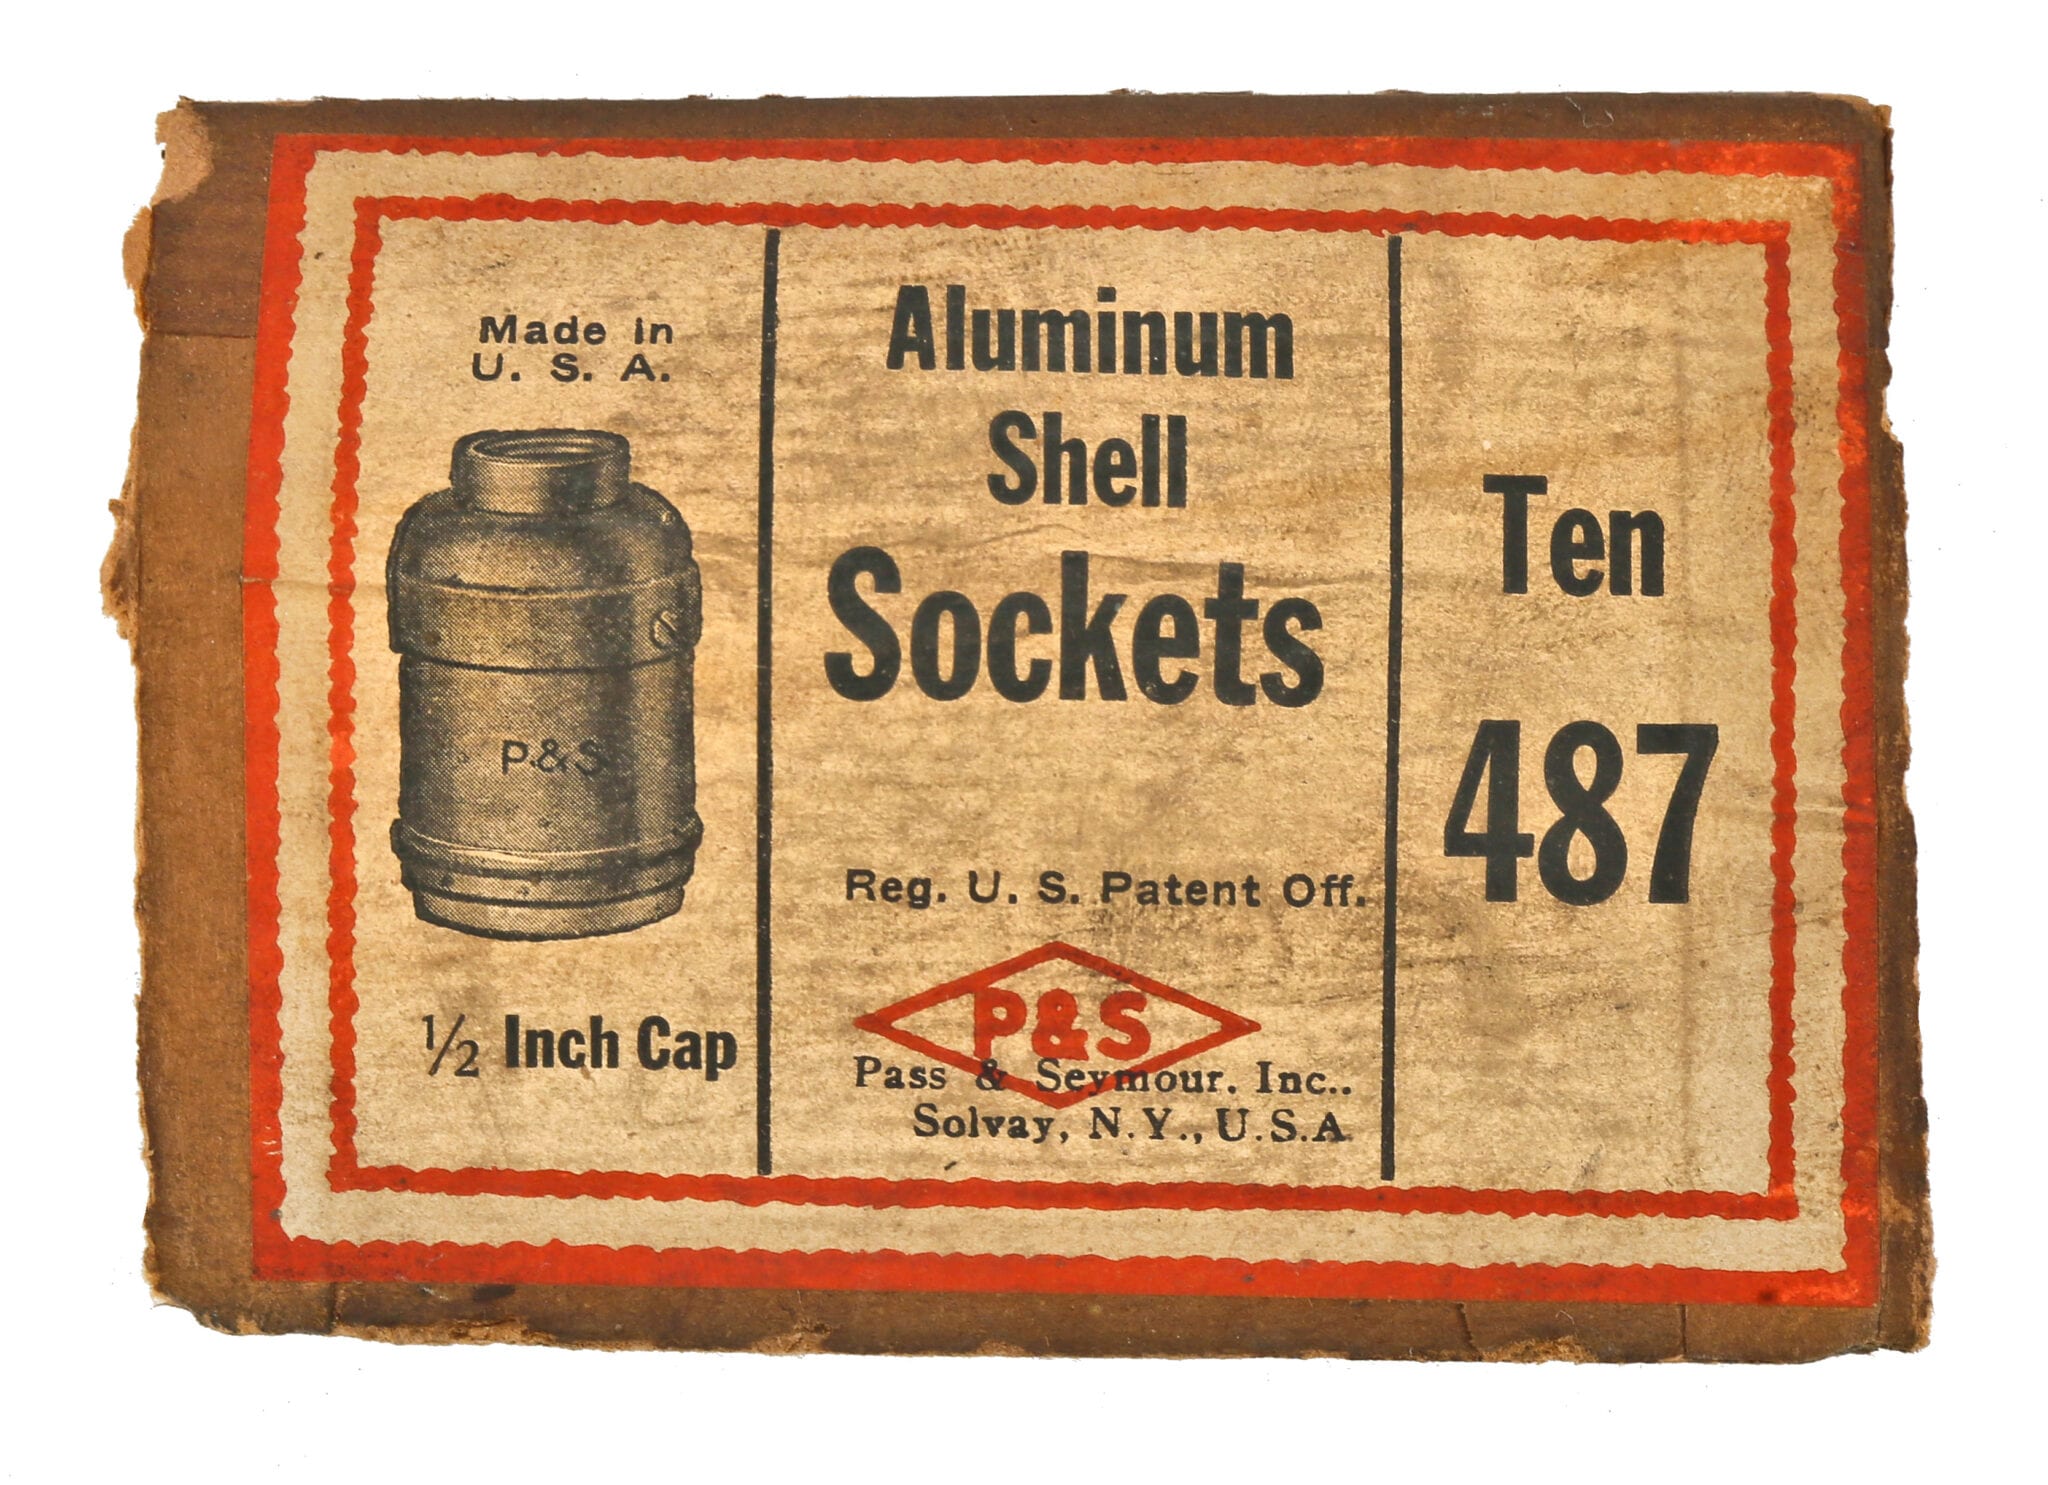 Made in
U. S. A.
P.&S.
½ Inch Cap
Aluminum
Shell
Sockets
Reg. U. S. Patent Off.
P&S
Pass & Seymour. Inc..
Solvay, N.Y., U.S.A.
Ten
487